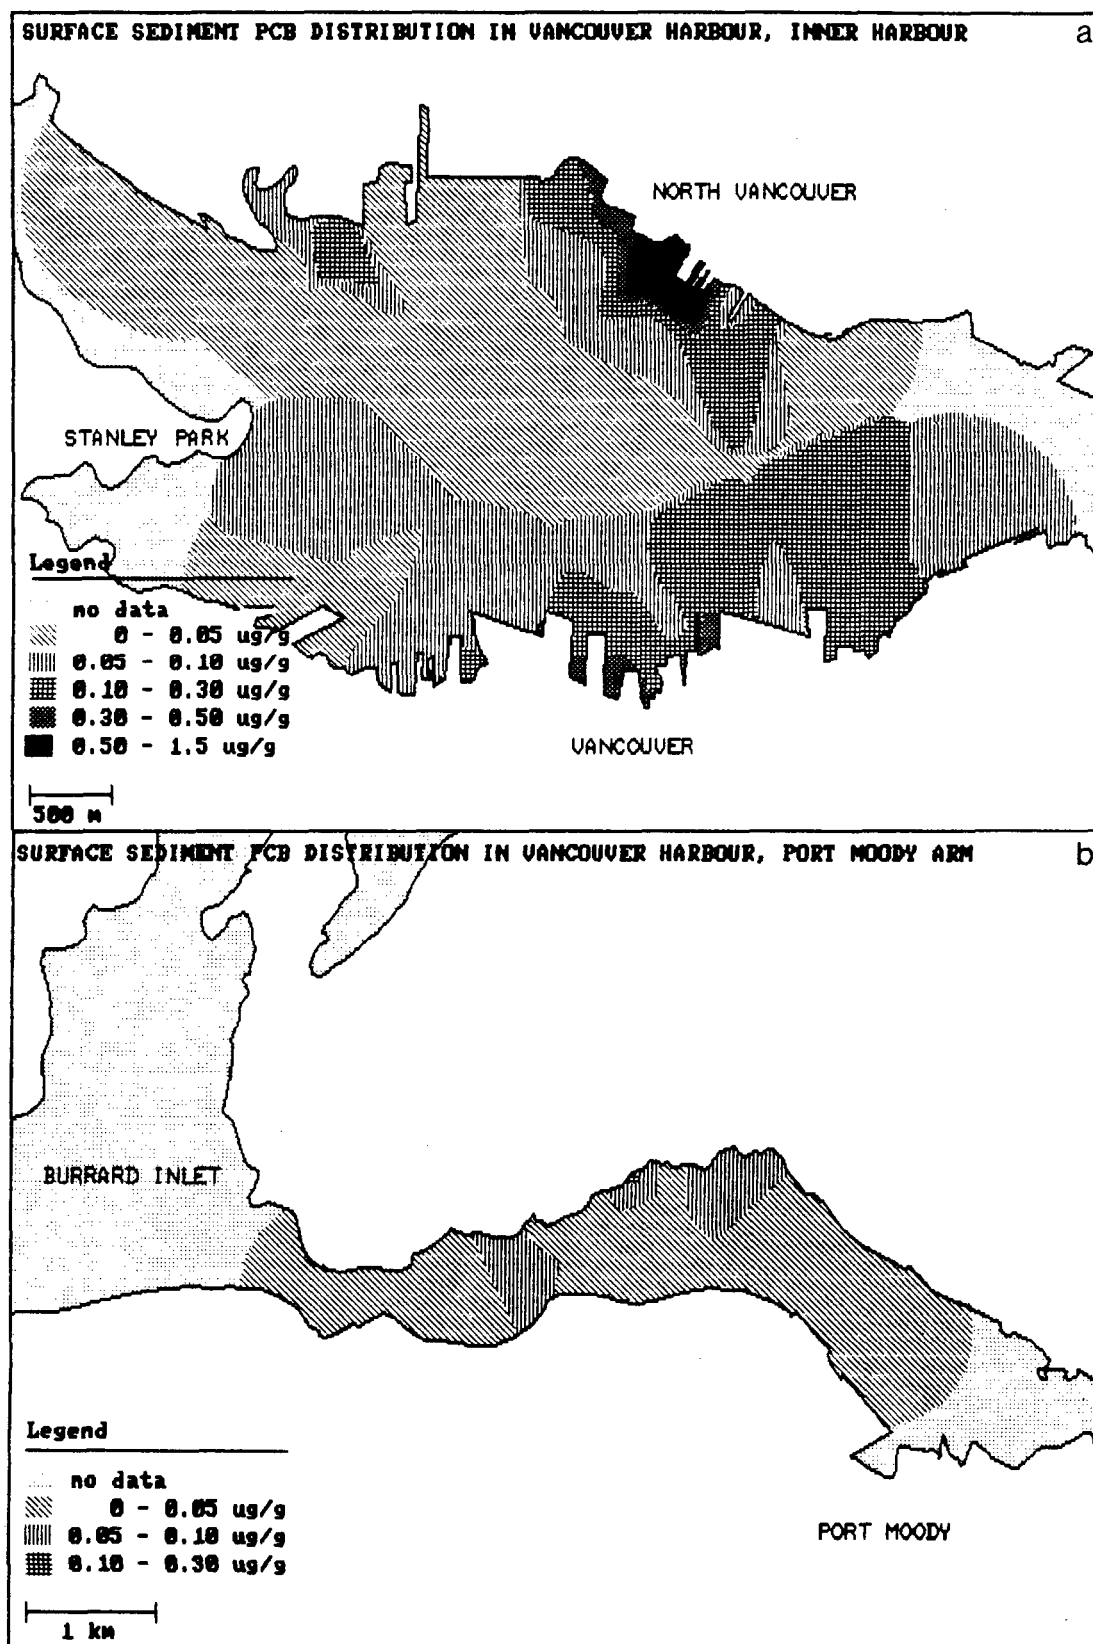 SURFACE SEDIMENT PCB DISTRIBUTION IN VANCOUVER HARBOUR, INNER HARBOUR
a
NORTH VANCOUVER
STANLEY PARK
Legend
no data
0 - 0.05 ug/g
0.05 - 0.10 ug/g
0.10 - 0.30 ug/g
0.30 - 0.50 ug/g
0.50 - 1.5 ug/g
VANCOUVER
500 m
SURFACE SEDIMENT PCB DISTRIBUTION IN VANCOUVER HARBOUR, PORT MOODY ARM
b
BURRARD INLET
Legend
no data
0 - 0.05 ug/g
0.05 - 0.10 ug/g
0.10 - 0.30 ug/g
PORT MOODY
1 km